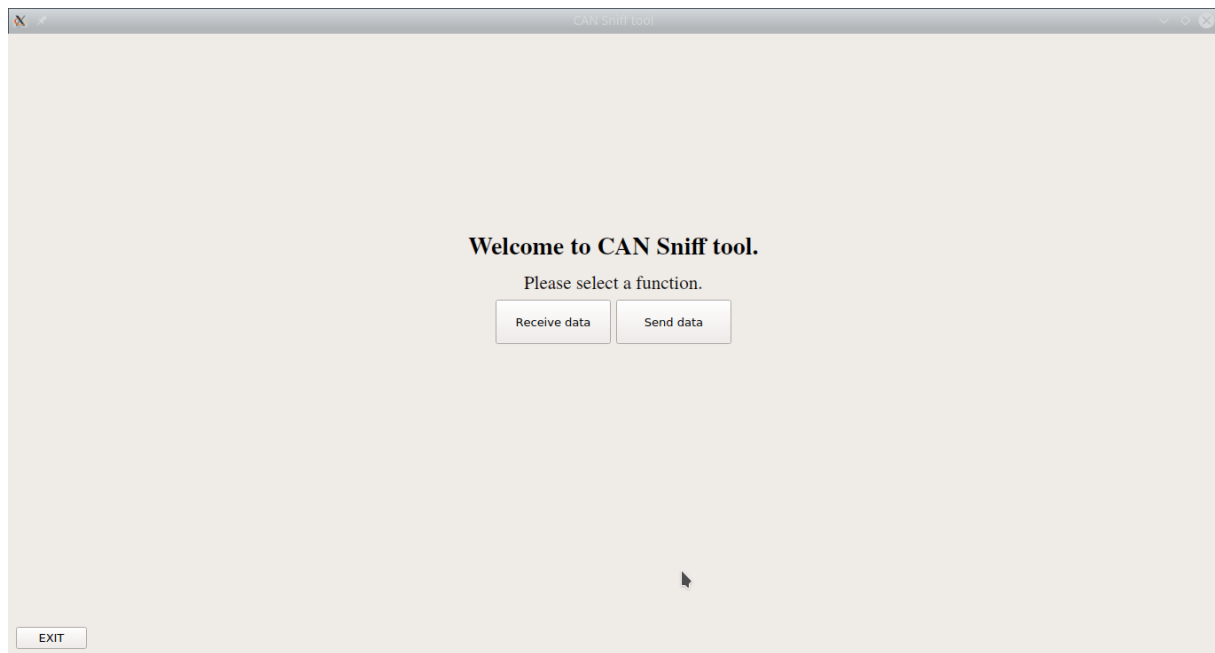 CAN Sniff tool
Welcome to CAN Sniff tool.
Please select a function.
Receive data Send data
EXIT